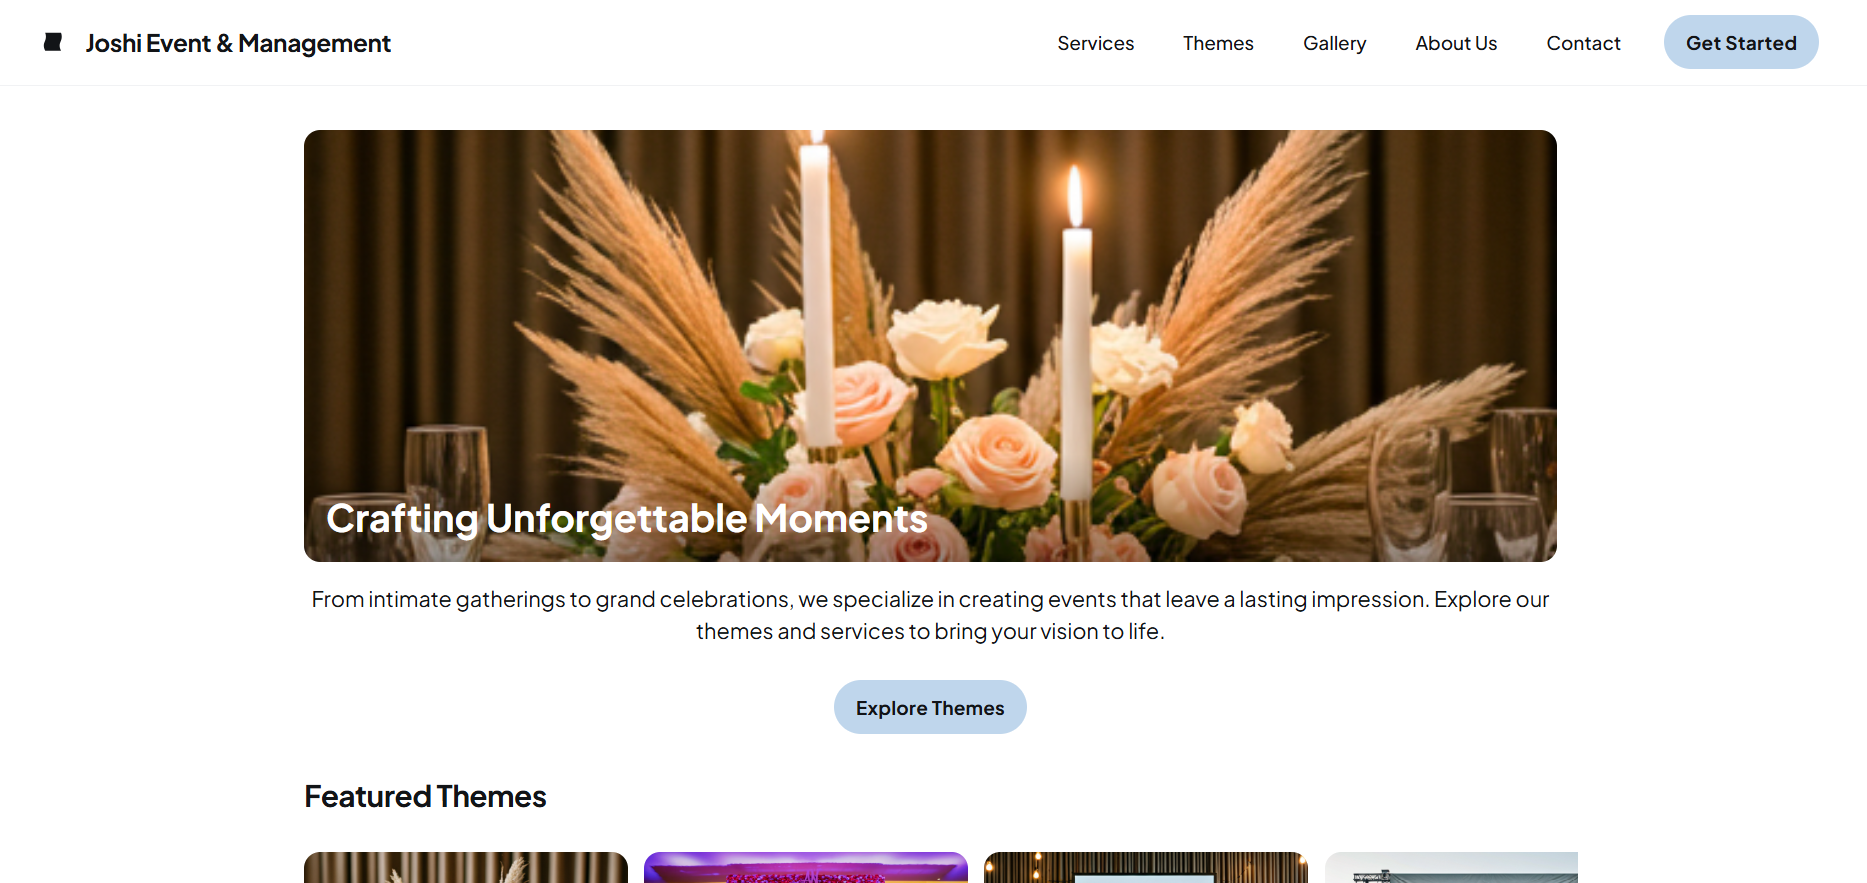 Joshi Event & Management
Services
Themes
Gallery
About Us
Contact
Get Started
Crafting Unforgettable Moments
From intimate gatherings to grand celebrations, we specialize in creating events that leave a lasting impression. Explore our
themes and services to bring your vision to life.
Explore Themes
Featured Themes